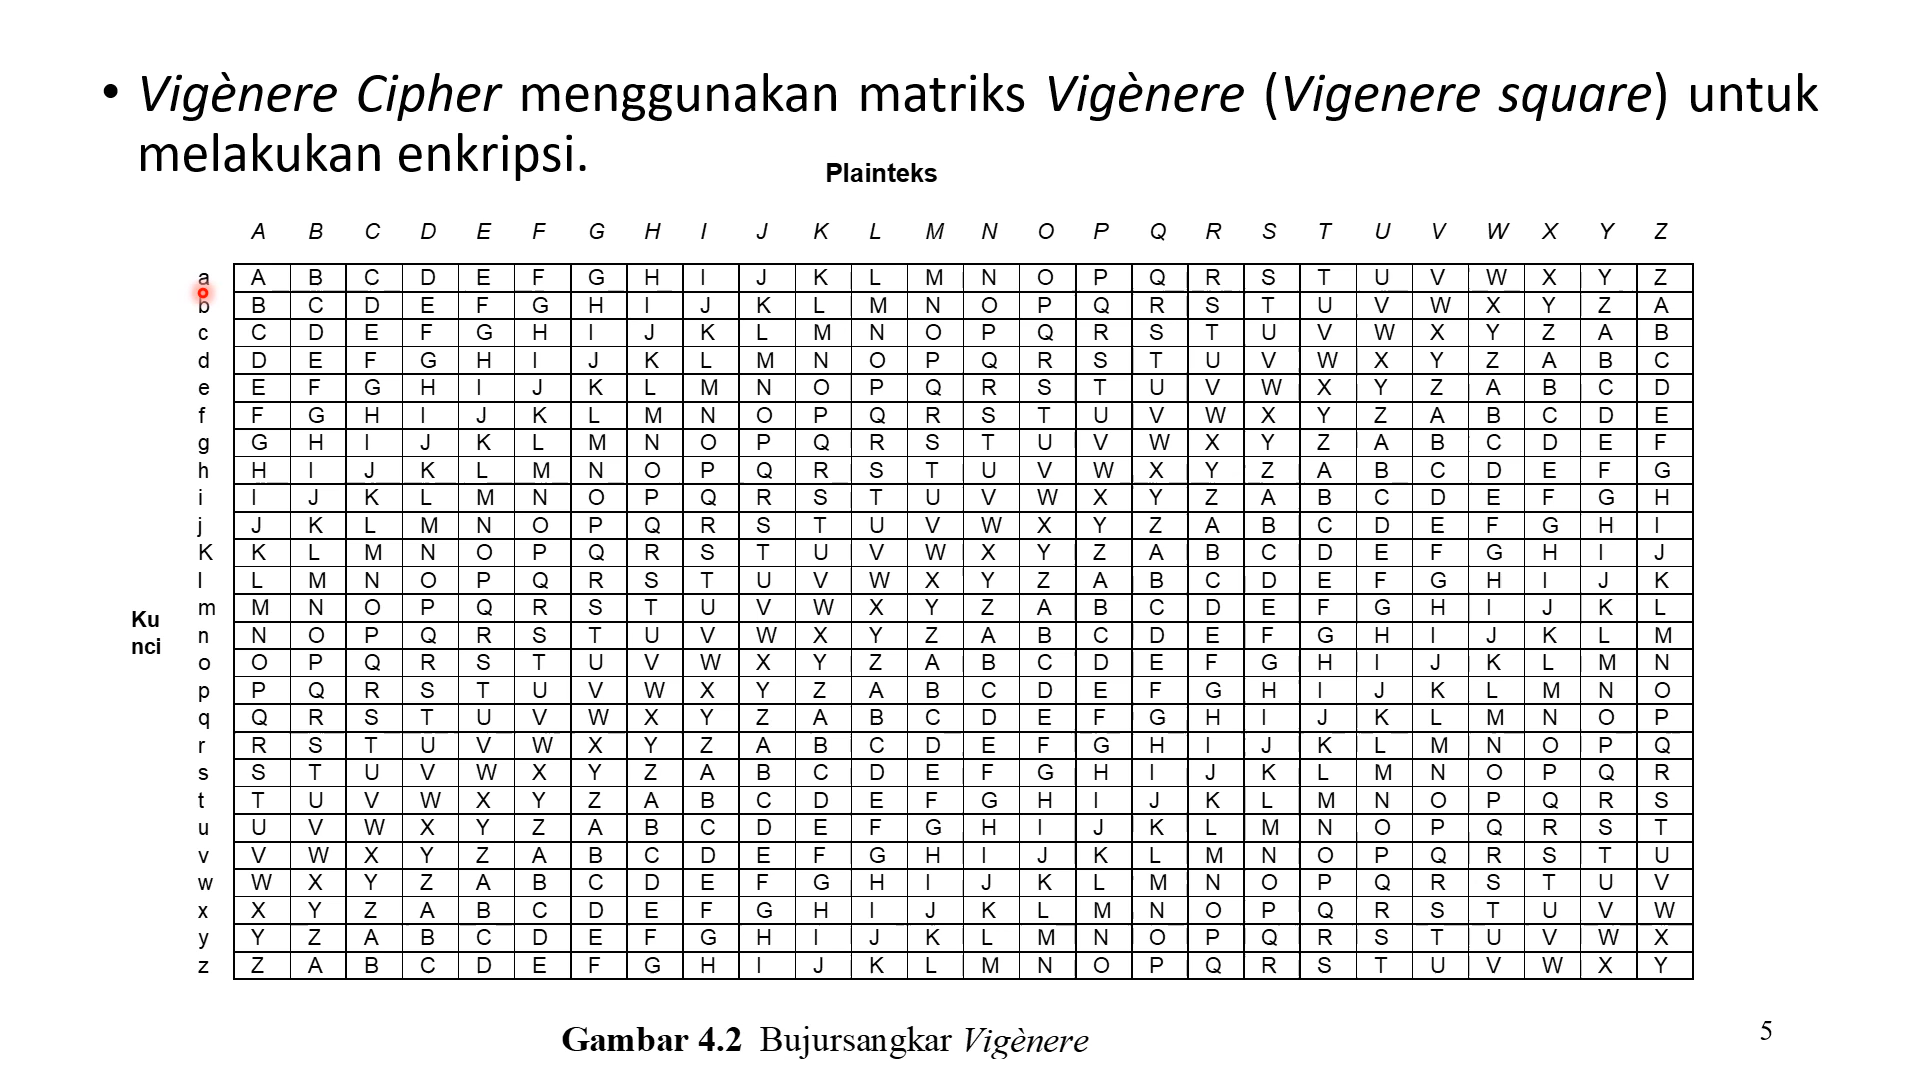 • Vigènere Cipher menggunakan matriks Vigènere (Vigenere square) untuk
melakukan enkripsi.
Plainteks
A B C D E F G H I J K L M N O P Q R S T U V W X Y Z
a A B C D E F G H I J K L M N O P Q R S T U V W X Y Z
b B C D E F G H I J K L M N O P Q R S T U V W X Y Z A
c C D E F G H I J K L M N O P Q R S T U V W X Y Z A B
d D E F G H I J K L M N O P Q R S T U V W X Y Z A B C
e E F G H I J K L M N O P Q R S T U V W X Y Z A B C D
f F G H I J K L M N O P Q R S T U V W X Y Z A B C D E
g G H I J K L M N O P Q R S T U V W X Y Z A B C D E F
h H I J K L M N O P Q R S T U V W X Y Z A B C D E F G
i I J K L M N O P Q R S T U V W X Y Z A B C D E F G H
j J K L M N O P Q R S T U V W X Y Z A B C D E F G H I
K K L M N O P Q R S T U V W X Y Z A B C D E F G H I J
l L M N O P Q R S T U V W X Y Z A B C D E F G H I J K
m M N O P Q R S T U V W X Y Z A B C D E F G H I J K L
Ku
nci
n N O P Q R S T U V W X Y Z A B C D E F G H I J K L M
o O P Q R S T U V W X Y Z A B C D E F G H I J K L M N
p P Q R S T U V W X Y Z A B C D E F G H I J K L M N O
q Q R S T U V W X Y Z A B C D E F G H I J K L M N O P
r R S T U V W X Y Z A B C D E F G H I J K L M N O P Q
s S T U V W X Y Z A B C D E F G H I J K L M N O P Q R
t T U V W X Y Z A B C D E F G H I J K L M N O P Q R S
u U V W X Y Z A B C D E F G H I J K L M N O P Q R S T
v V W X Y Z A B C D E F G H I J K L M N O P Q R S T U
w W X Y Z A B C D E F G H I J K L M N O P Q R S T U V
x X Y Z A B C D E F G H I J K L M N O P Q R S T U V W
y Y Z A B C D E F G H I J K L M N O P Q R S T U V W X
z Z A B C D E F G H I J K L M N O P Q R S T U V W X Y
Gambar 4.2 Bujursangkar Vigènere
5